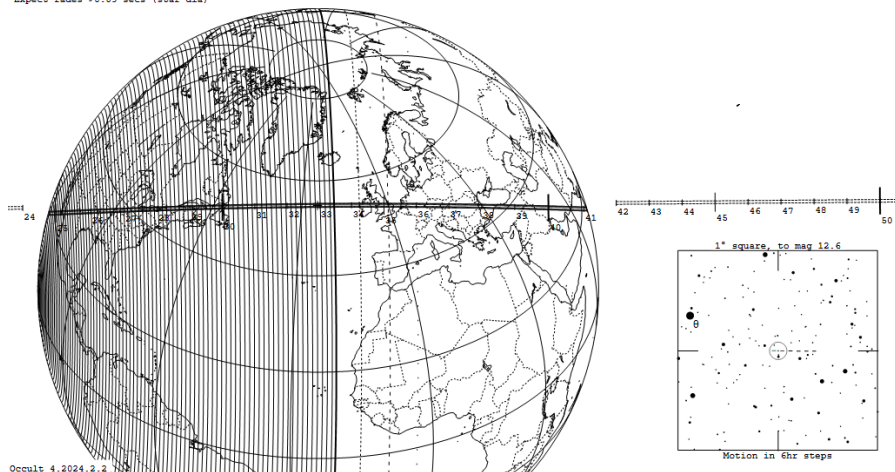 24 25 26 27 28 30 31 32 33 34 36 37 38 39 40 41 42 43 44 45 46 47 48 49 50
1° square, to mag 12.6
θ
Motion in 6hr steps
Occult 4.2024.2.2